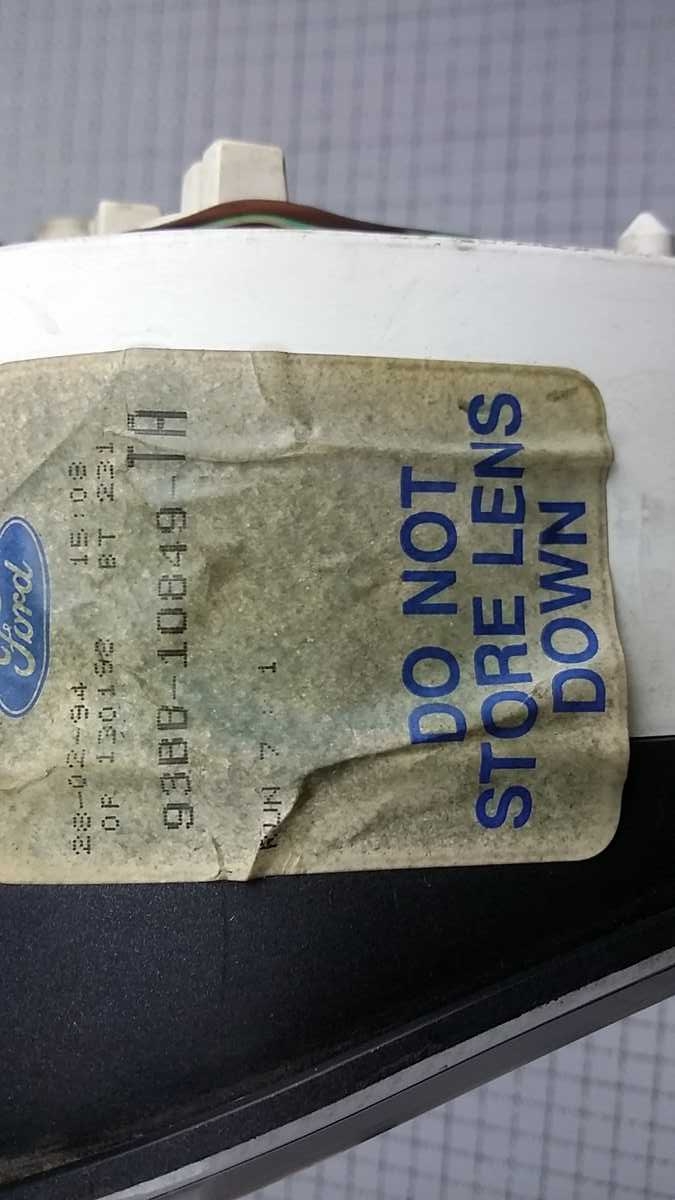 Ford
28-02-94 15:08
OR 130192 BT 231
93BB-10849-TA
RUN 7 : 1
DO NOT
STORE LENS
DOWN